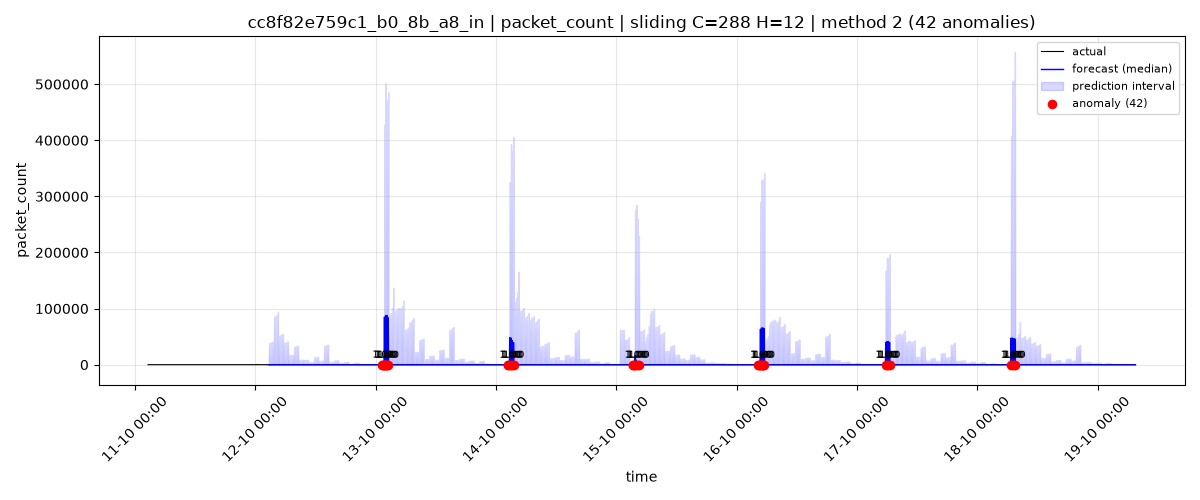 cc8f82e759c1_b0_8b_a8_in | packet_count | sliding C=288 H=12 | method 2 (42 anomalies)
actual
forecast (median)
prediction interval
anomaly (42)
packet_count
500000
400000
300000
200000
100000
0
11-10 00:00
12-10 00:00
13-10 00:00
14-10 00:00
15-10 00:00
16-10 00:00
17-10 00:00
18-10 00:00
19-10 00:00
time